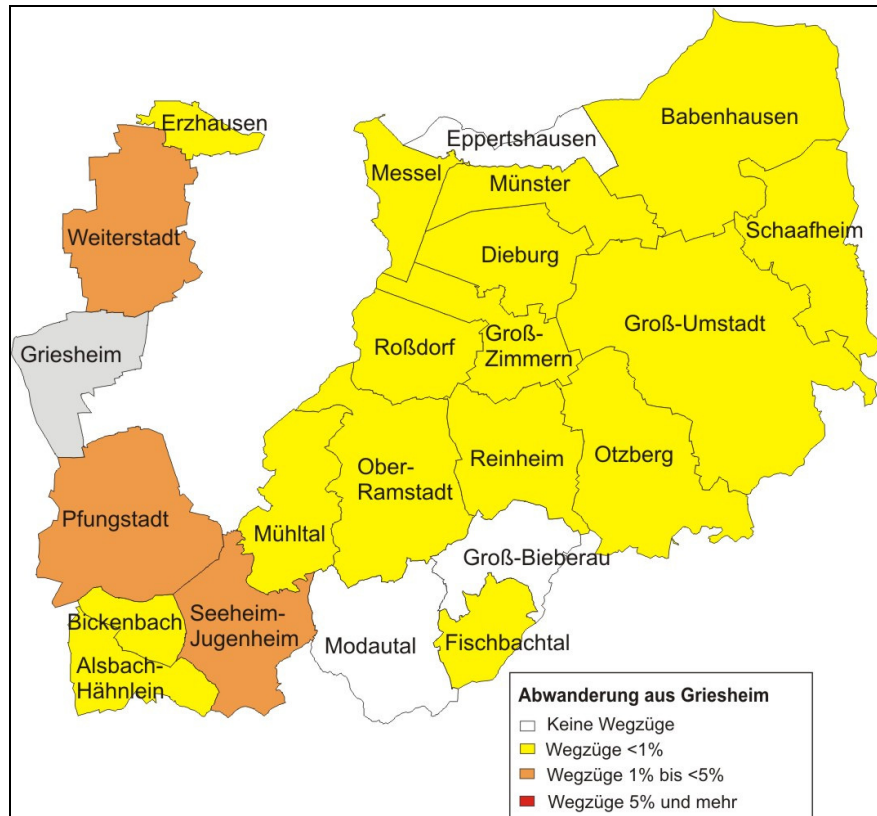 Erzhausen
Babenhausen
Eppertshausen
Messel
Münster
Weiterstadt
Schaafheim
Dieburg
Groß-Umstadt
Griesheim
Roßdorf
Groß-
Zimmern
Ober-
Ramstadt
Reinheim
Otzberg
Pfungstadt
Mühltal
Groß-Bieberau
Bickenbach
Seeheim-
Jugenheim
Modautal
Fischbachtal
Alsbach-
Hähnlein
Abwanderung aus Griesheim
Keine Wegzüge
Wegzüge <1%
Wegzüge 1% bis <5%
Wegzüge 5% und mehr